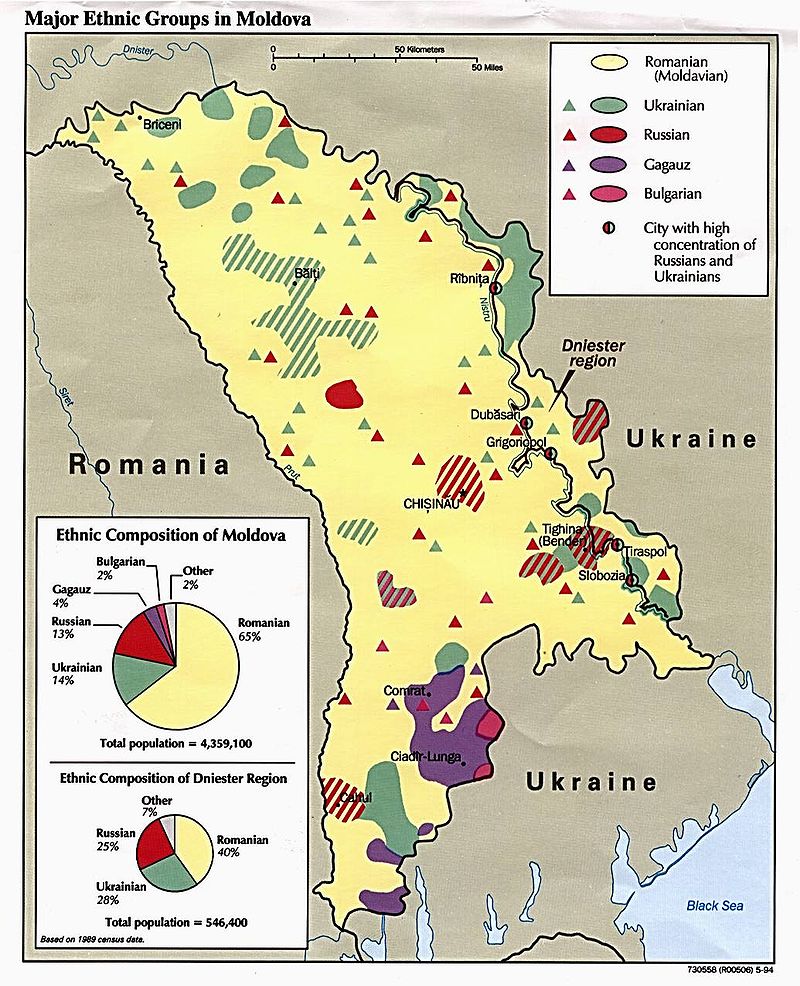 Major Ethnic Groups in Moldova
Dnister
0 50 Kilometers
0 50 Miles
Romanian
(Moldavian)
Ukrainian
Russian
Gagauz
Bulgarian
City with high
concentration of
Russians and
Ukrainians
Briceni
Bălți
Rîbnița
Nistru
Dniester
region
Dubăsari
Grigoriopol
Ukraine
Romania
Siret
Prut
CHIȘINĂU
Tighina
(Bender)
Tiraspol
Slobozia
Comrat
Ciadîr-Lunga
Cahul
Ukraine
Black Sea
Ethnic Composition of Moldova
Bulgarian
2%
Other
2%
Gagauz
4%
Russian
13%
Romanian
65%
Ukrainian
14%
Total population = 4,359,100
Ethnic Composition of Dniester Region
Other
7%
Russian
25%
Romanian
40%
Ukrainian
28%
Total population = 546,400
Based on 1989 census data.
730558 (R00506) 5-94